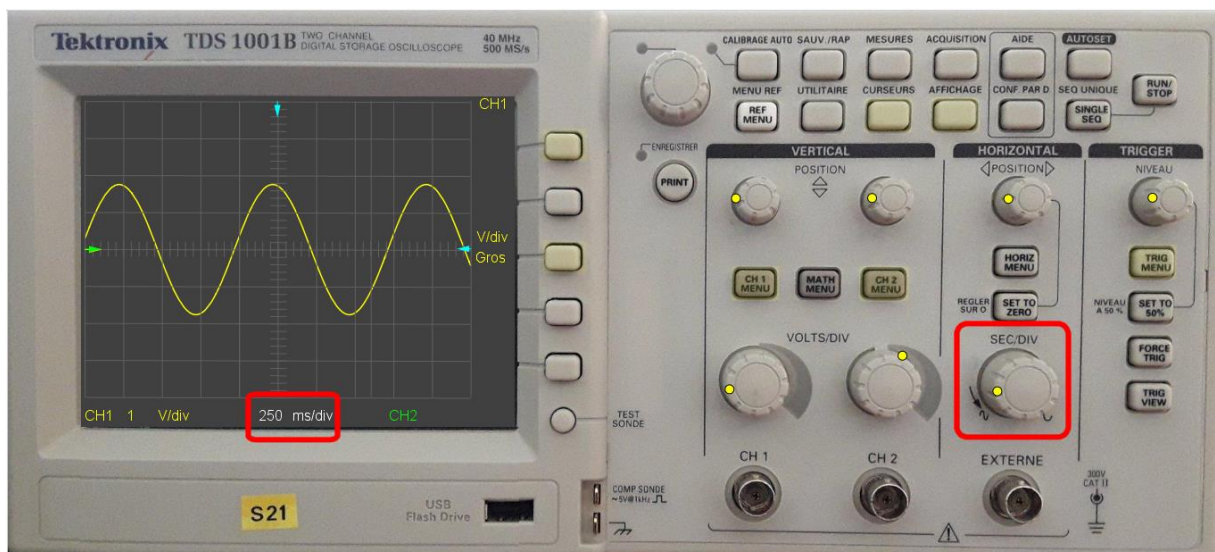 Tektronix TDS 1001B TWO CHANNEL DIGITAL STORAGE OSCILLOSCOPE 40 MHz 500 MS/s
CH1
V/div
Gros
CH1 1 V/div 250 ms/div CH2
TEST SONDE
S21
USB Flash Drive
COMP SONDE
~5V@1kHz
CALIBRAGE AUTO SAUV./RAP MESURES ACQUISITION AIDE AUTOSET
MENU REF UTILITAIRE CURSEURS AFFICHAGE CONF. PAR D. SEQ UNIQUE
RUN/STOP
REF MENU
SINGLE SEQ
ENREGISTRER
PRINT
VERTICAL HORIZONTAL TRIGGER
POSITION POSITION NIVEAU
CH 1 MENU MATH MENU CH 2 MENU HORIZ MENU TRIG MENU
REGLER SUR O SET TO ZERO NIVEAU A 50 % SET TO 50%
VOLTS/DIV SEC/DIV
FORCE TRIG
TRIG VIEW
CH 1 CH 2 EXTERNE
300V
CAT II